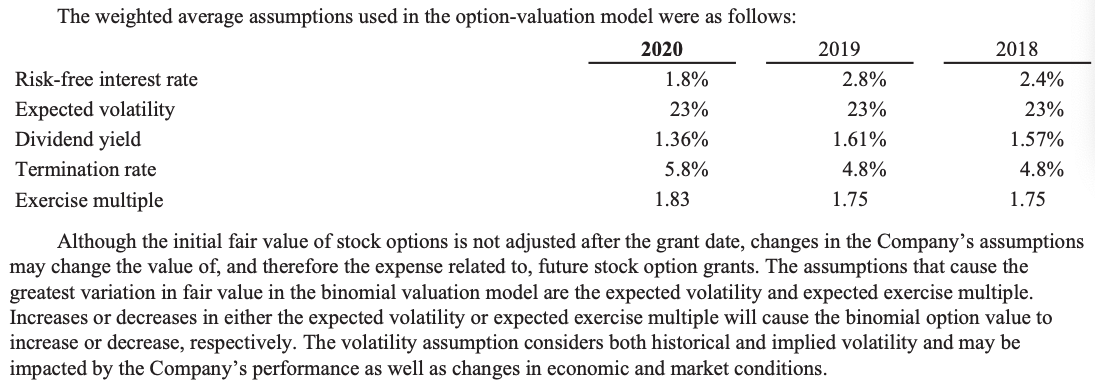 The weighted average assumptions used in the option-valuation model were as follows:
2020 2019 2018
Risk-free interest rate 1.8% 2.8% 2.4%
Expected volatility 23% 23% 23%
Dividend yield 1.36% 1.61% 1.57%
Termination rate 5.8% 4.8% 4.8%
Exercise multiple 1.83 1.75 1.75
Although the initial fair value of stock options is not adjusted after the grant date, changes in the Company’s assumptions
may change the value of, and therefore the expense related to, future stock option grants. The assumptions that cause the
greatest variation in fair value in the binomial valuation model are the expected volatility and expected exercise multiple.
Increases or decreases in either the expected volatility or expected exercise multiple will cause the binomial option value to
increase or decrease, respectively. The volatility assumption considers both historical and implied volatility and may be
impacted by the Company’s performance as well as changes in economic and market conditions.